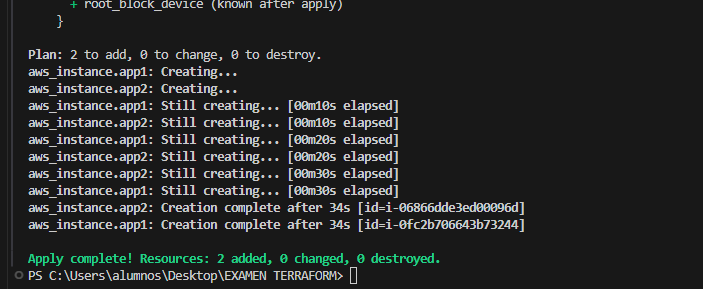 + root_block_device (known after apply)
}
Plan: 2 to add, 0 to change, 0 to destroy.
aws_instance.app1: Creating...
aws_instance.app2: Creating...
aws_instance.app1: Still creating... [00m10s elapsed]
aws_instance.app2: Still creating... [00m10s elapsed]
aws_instance.app1: Still creating... [00m20s elapsed]
aws_instance.app2: Still creating... [00m20s elapsed]
aws_instance.app2: Still creating... [00m30s elapsed]
aws_instance.app1: Still creating... [00m30s elapsed]
aws_instance.app2: Creation complete after 34s [id=i-06866dde3ed00096d]
aws_instance.app1: Creation complete after 34s [id=i-0fc2b706643b73244]
Apply complete! Resources: 2 added, 0 changed, 0 destroyed.
PS C:\Users\alumnos\Desktop\EXAMEN TERRAFORM>